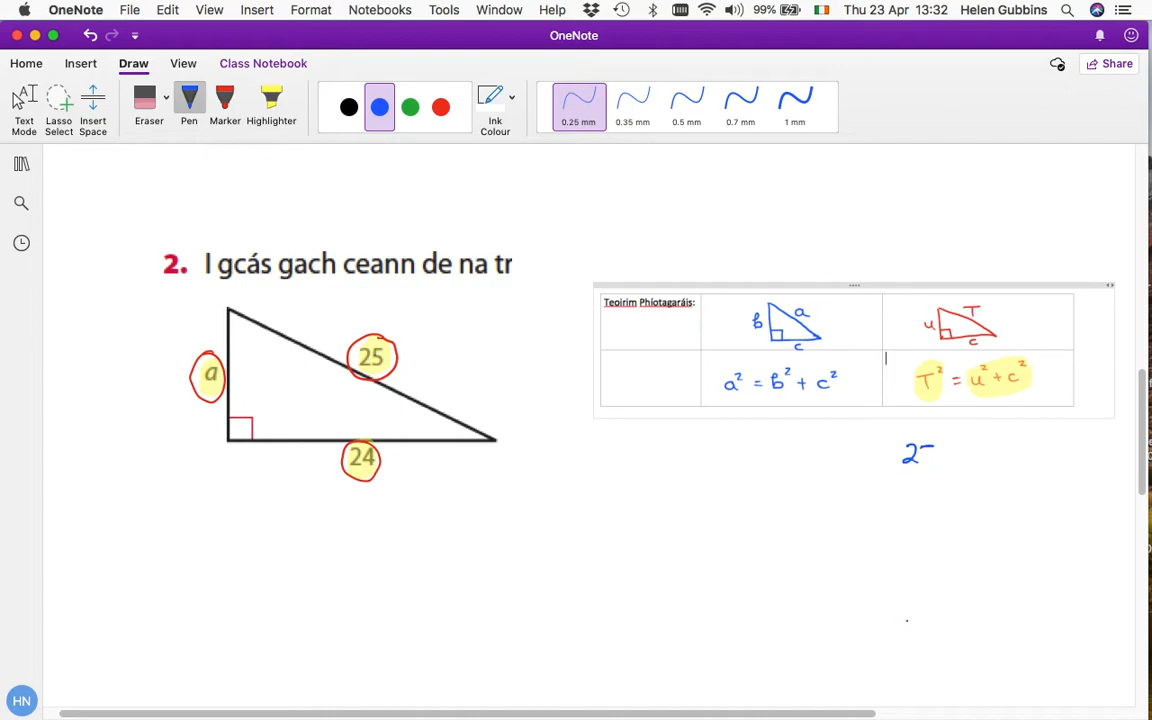 OneNote File Edit View Insert Format Notebooks Tools Window Help 99% Thu 23 Apr 13:32 Helen Gubbins
OneNote
Home Insert Draw View Class Notebook Share
Text Mode
Lasso Select
Insert Space
Eraser
Pen
Marker
Highlighter
Ink Colour
0.25 mm 0.35 mm 0.5 mm 0.7 mm 1 mm
2. I gcás gach ceann de na tr
a
25
24
Teoirim Phíotagaráis:
b a c
u T c
a² = b² + c²
T² = u² + c²
HN